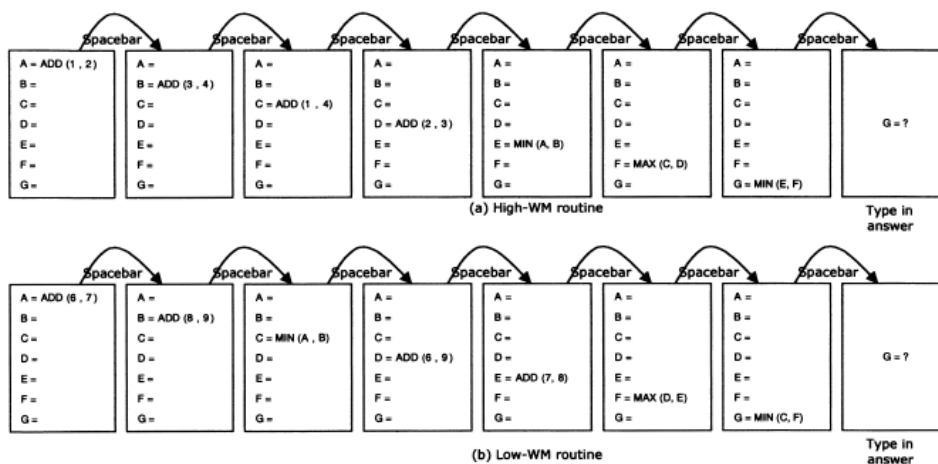 Spacebar Spacebar Spacebar Spacebar Spacebar Spacebar Spacebar
A = ADD (1 , 2)
B =
C =
D =
E =
F =
G =
A =
B = ADD (3 , 4)
C =
D =
E =
F =
G =
A =
B =
C = ADD (1 , 4)
D =
E =
F =
G =
A =
B =
C =
D = ADD (2 , 3)
E =
F =
G =
A =
B =
C =
D =
E = MIN (A, B)
F =
G =
A =
B =
C =
D =
E =
F = MAX (C, D)
G =
A =
B =
C =
D =
E =
F =
G = MIN (E, F)
G = ?
Type in
answer
(a) High-WM routine
Spacebar Spacebar Spacebar Spacebar Spacebar Spacebar Spacebar
A = ADD (6 , 7)
B =
C =
D =
E =
F =
G =
A =
B = ADD (8 , 9)
C =
D =
E =
F =
G =
A =
B =
C = MIN (A , B)
D =
E =
F =
G =
A =
B =
C =
D = ADD (6 , 9)
E =
F =
G =
A =
B =
C =
D =
E = ADD (7, 8)
F =
G =
A =
B =
C =
D =
E =
F = MAX (D, E)
G =
A =
B =
C =
D =
E =
F =
G = MIN (C, F)
G = ?
Type in
answer
(b) Low-WM routine